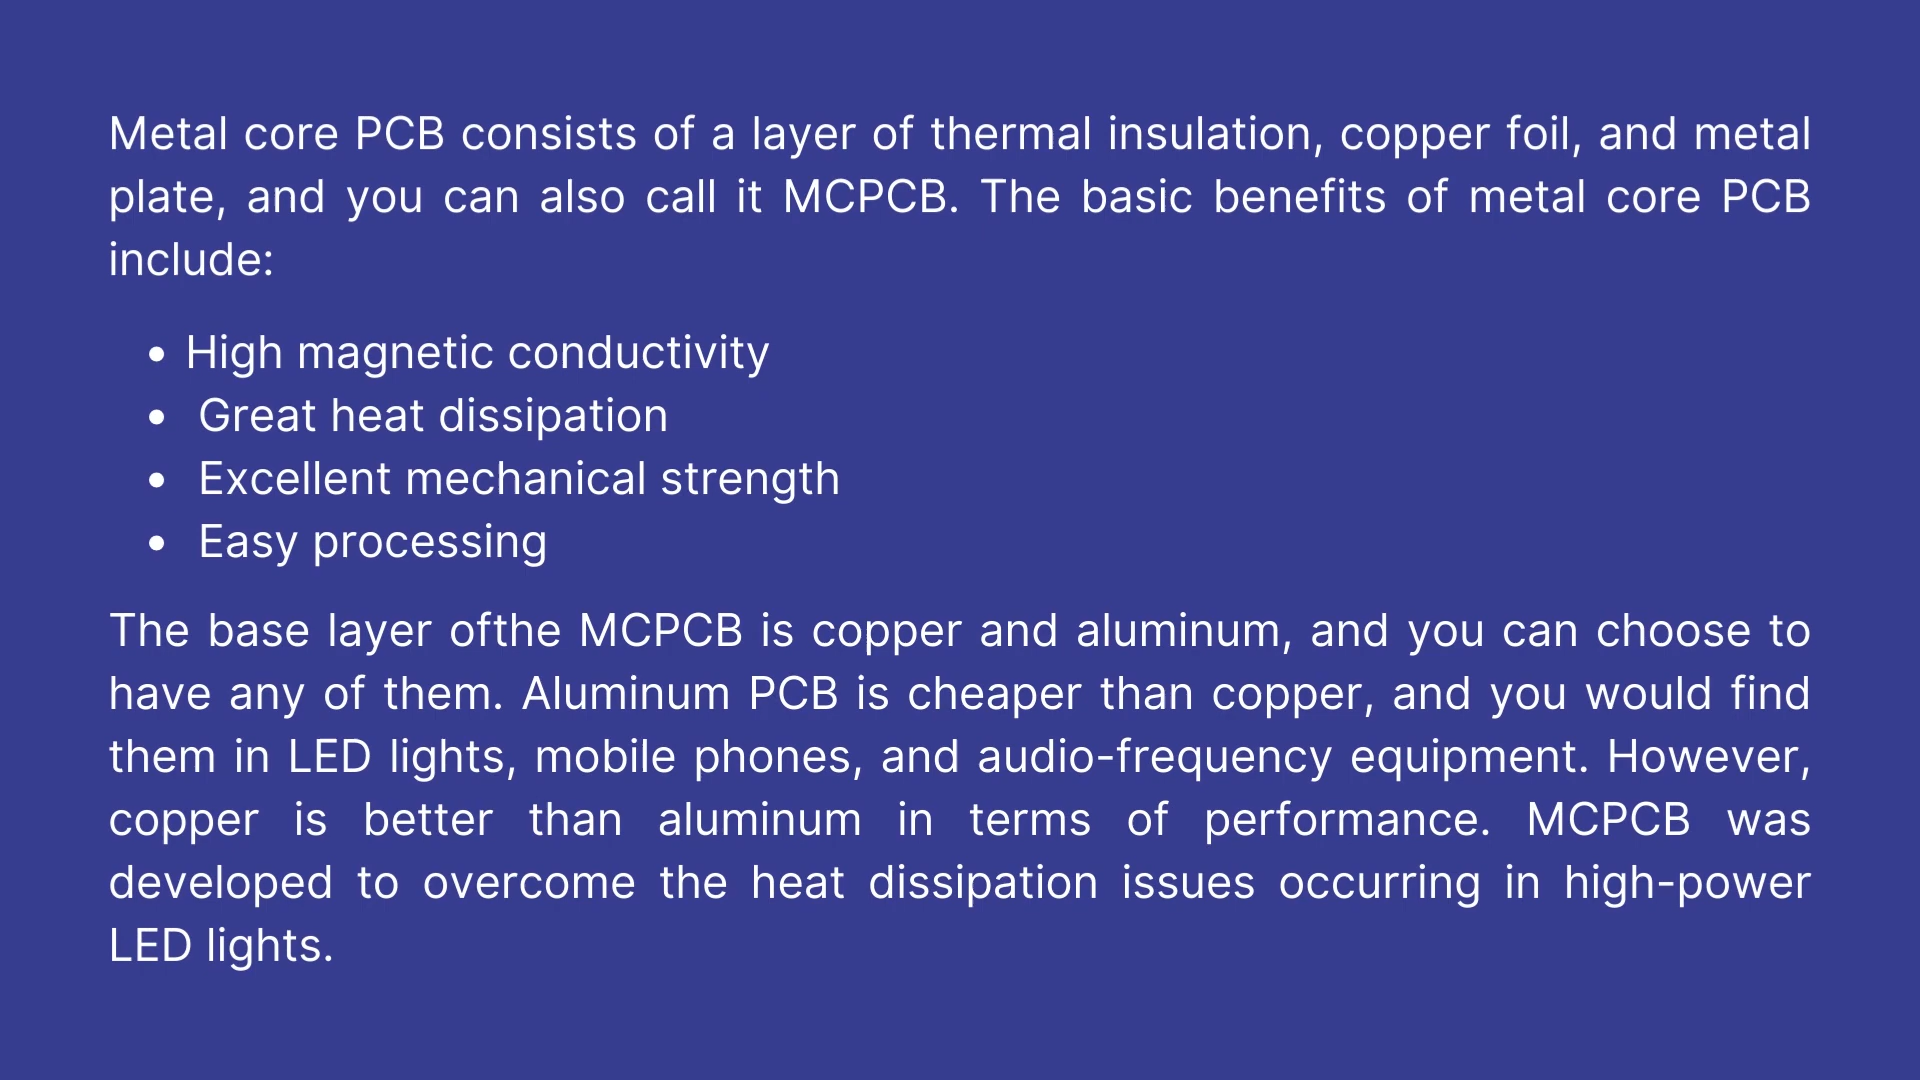 Metal core PCB consists of a layer of thermal insulation, copper foil, and metal
plate, and you can also call it MCPCB. The basic benefits of metal core PCB
include:
• High magnetic conductivity
• Great heat dissipation
• Excellent mechanical strength
• Easy processing
The base layer ofthe MCPCB is copper and aluminum, and you can choose to
have any of them. Aluminum PCB is cheaper than copper, and you would find
them in LED lights, mobile phones, and audio-frequency equipment. However,
copper is better than aluminum in terms of performance. MCPCB was
developed to overcome the heat dissipation issues occurring in high-power
LED lights.